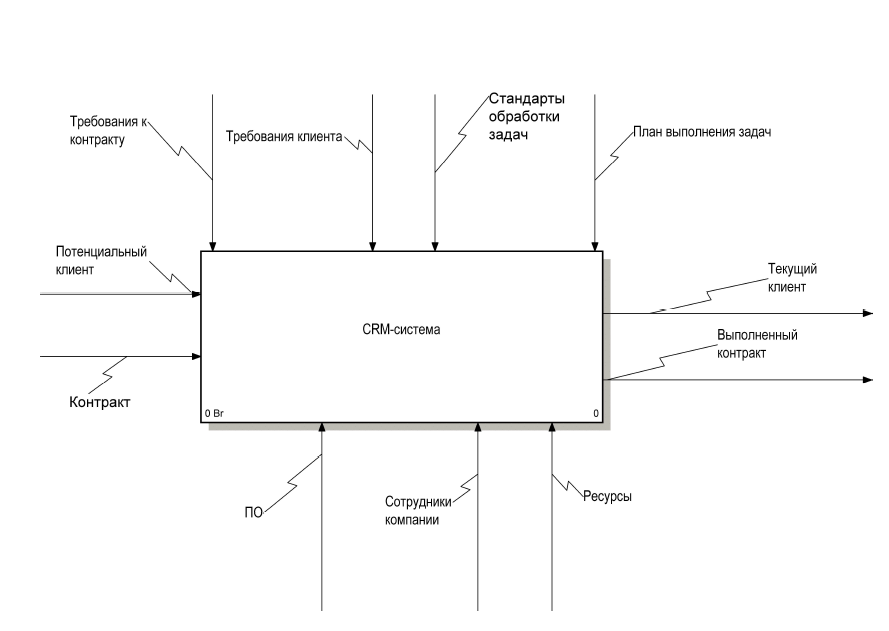 Стандарты
обработки
задач
Требования к
контракту
Требования клиента
План выполнения задач
Потенциальный
клиент
Текущий
клиент
CRM-система
Выполненный
контракт
Контракт
0 Br
0
ПО
Сотрудники
компании
Ресурсы